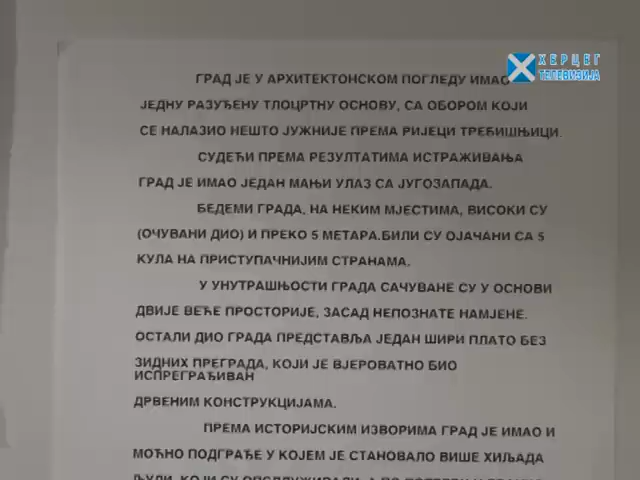 ХЕРЦЕГ
ТЕЛЕВИЗИЈА
ГРАД ЈЕ У АРХИТЕКТОНСКОМ ПОГЛЕДУ ИМАО
ЈЕДНУ РАЗУЂЕНУ ТЛОЦРТНУ ОСНОВУ, СА ОБОРОМ КОЈИ
СЕ НАЛАЗИО НЕШТО ЈУЖНИЈЕ ПРЕМА РИЈЕЦИ ТРЕБИШЊИЦИ.
СУДЕЋИ ПРЕМА РЕЗУЛТАТИМА ИСТРАЖИВАЊА
ГРАД ЈЕ ИМАО ЈЕДАН МАЊИ УЛАЗ СА ЈУГОЗАПАДА.
БЕДЕМИ ГРАДА, НА НЕКИМ МЈЕСТИМА, ВИСОКИ СУ
(ОЧУВАНИ ДИО) И ПРЕКО 5 МЕТАРА.БИЛИ СУ ОЈАЧАНИ СА 5
КУЛА НА ПРИСТУПАЧНИЈИМ СТРАНАМА.
У УНУТРАШЊОСТИ ГРАДА САЧУВАНЕ СУ У ОСНОВИ
ДВИЈЕ ВЕЋЕ ПРОСТОРИЈЕ, ЗАСАД НЕПОЗНАТЕ НАМЈЕНЕ.
ОСТАЛИ ДИО ГРАДА ПРЕДСТАВЉА ЈЕДАН ШИРИ ПЛАТО БЕЗ
ЗИДНИХ ПРЕГРАДА, КОЈИ ЈЕ ВЈЕРОВАТНО БИО
ИСПРЕГРАЂИВАН
ДРВЕНИМ КОНСТРУКЦИЈАМА.
ПРЕМА ИСТОРИЈСКИМ ИЗВОРИМА ГРАД ЈЕ ИМАО И
МОЋНО ПОДГРАЂЕ У КОЈЕМ ЈЕ СТАНОВАЛО ВИШЕ ХИЉАДА
ЉУДИ, КОЈИ СУ